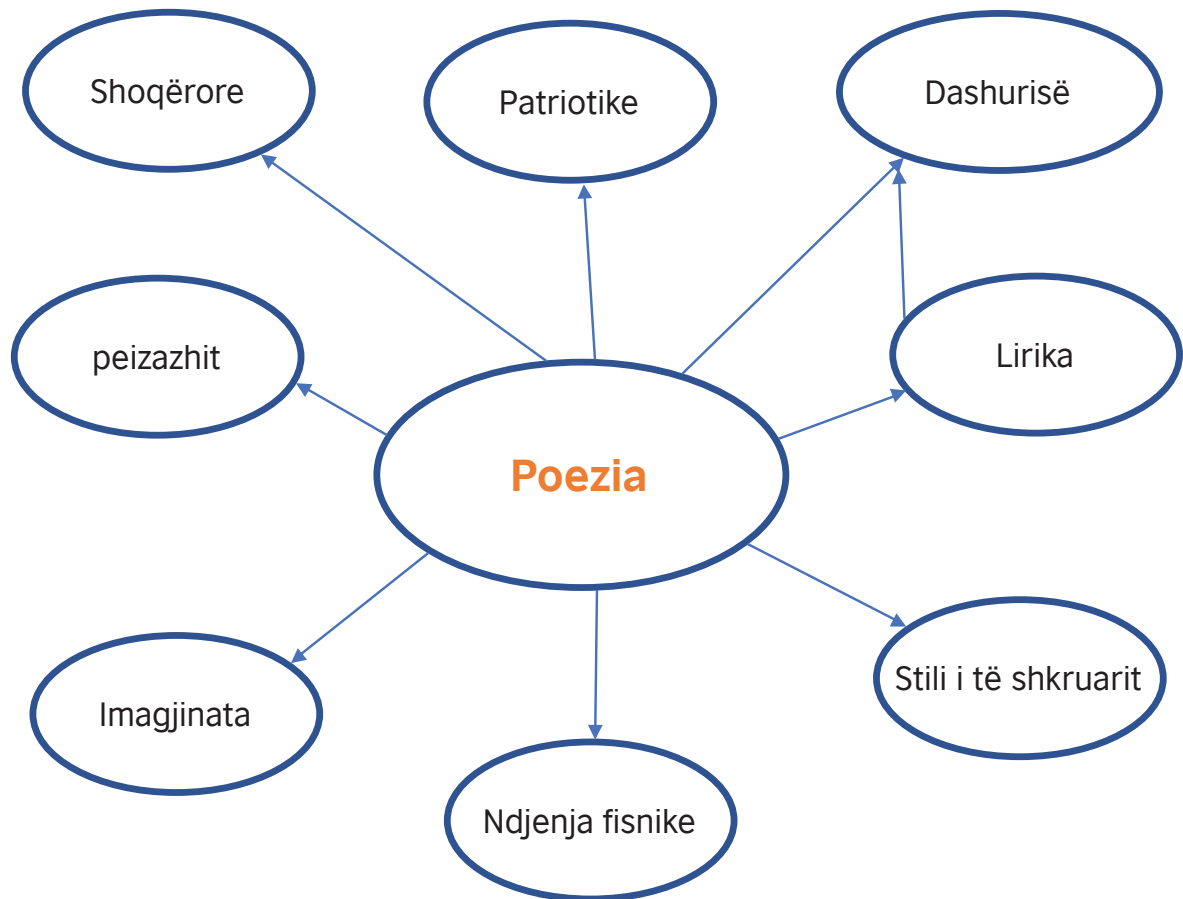 Shoqërore
Patriotike
Dashurisë
peizazhit
Lirika
Poezia
Stili i të shkruarit
Imagjinata
Ndjenja fisnike